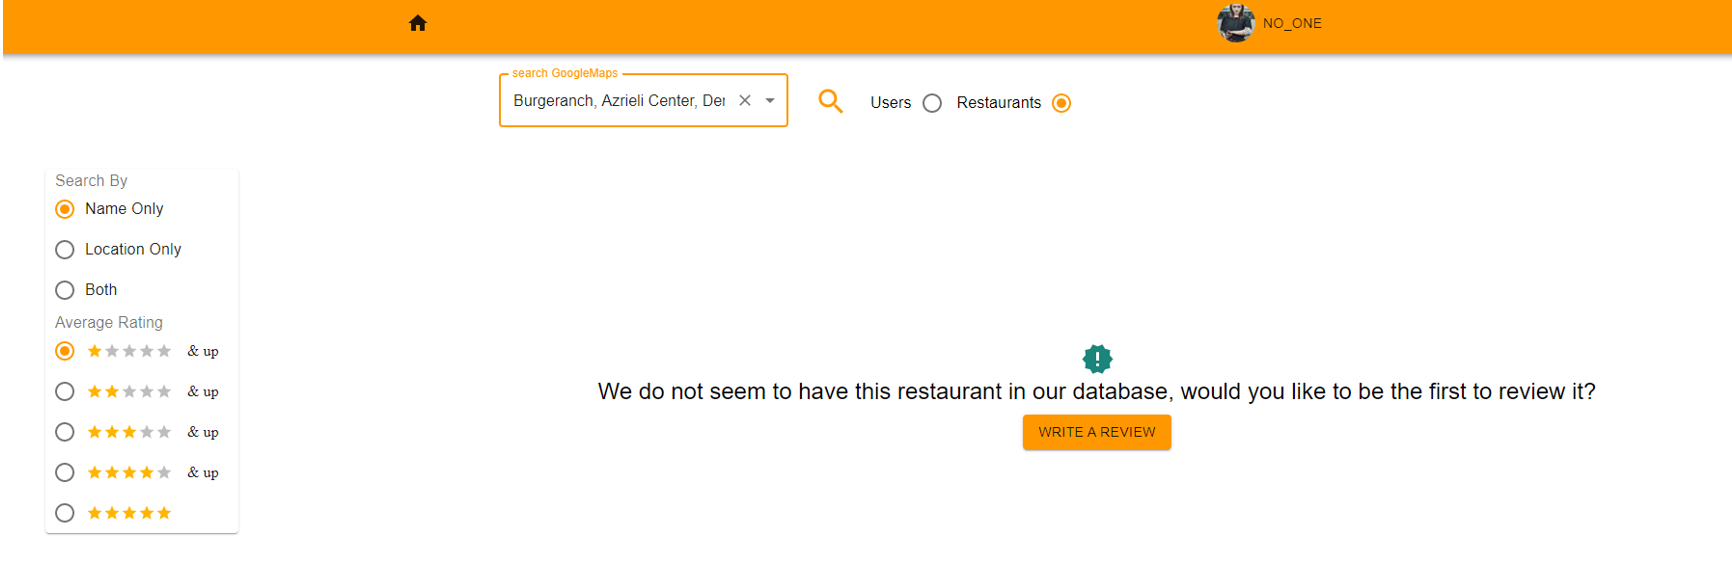 NO_ONE
search GoogleMaps
Burgeranch, Azrieli Center,
Users
Restaurants
Search By
Name Only
Location Only
Both
Average Rating
& up
& up
& up
& up
We do not seem to have this restaurant in our database, would you like to be the first to review it?
WRITE A REVIEW